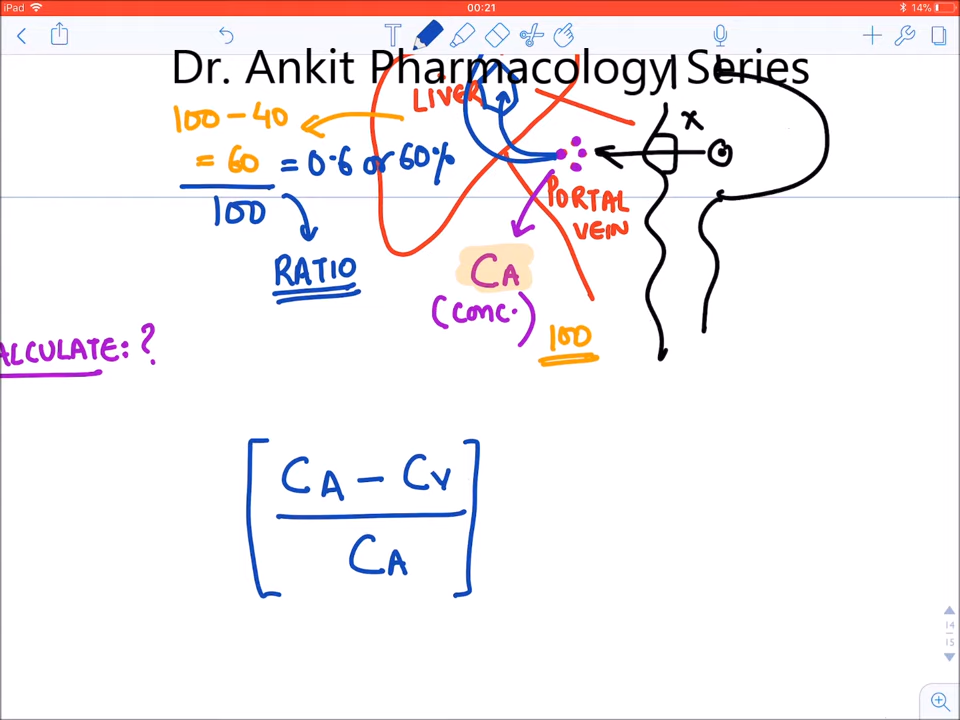 iPad 00:21 14%
Dr. Ankit Pharmacology Series
LIVER
100 - 40
= 60 = 0.6 or 60%
100
X
PORTAL
VEIN
RATIO
CA
(conc.)
100
ALCULATE: ?
CA - CV
CA
14
15